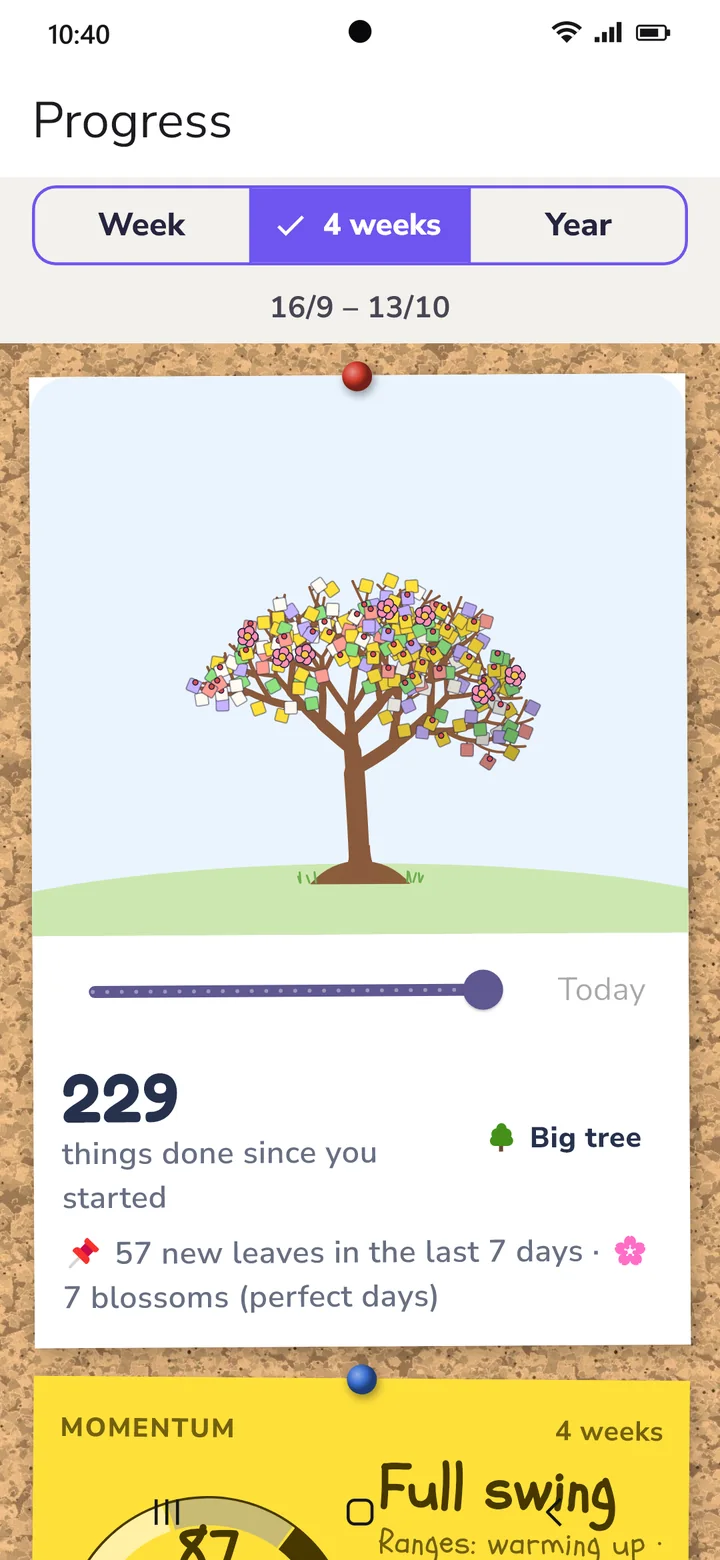 10:40
Progress
Week
4 weeks
Year
16/9 – 13/10
Today
229
things done since you
started
Big tree
57 new leaves in the last 7 days ·
7 blossoms (perfect days)
MOMENTUM
4 weeks
Full swing
87
Ranges: warming up ·